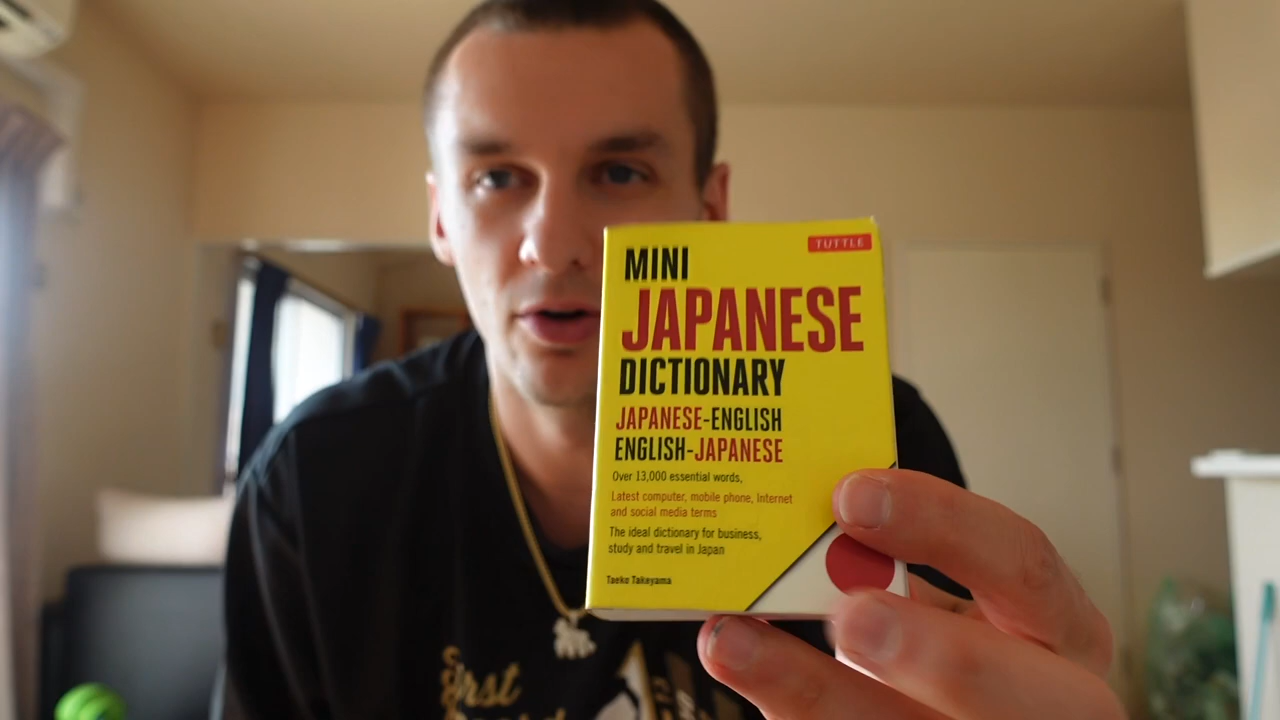 TUTTLE
MINI
JAPANESE
DICTIONARY
JAPANESE-ENGLISH
ENGLISH-JAPANESE
Over 13,000 essential words,
Latest computer, mobile phone, Internet
and social media terms
The ideal dictionary for business,
study and travel in Japan
Taeko Takayama
first